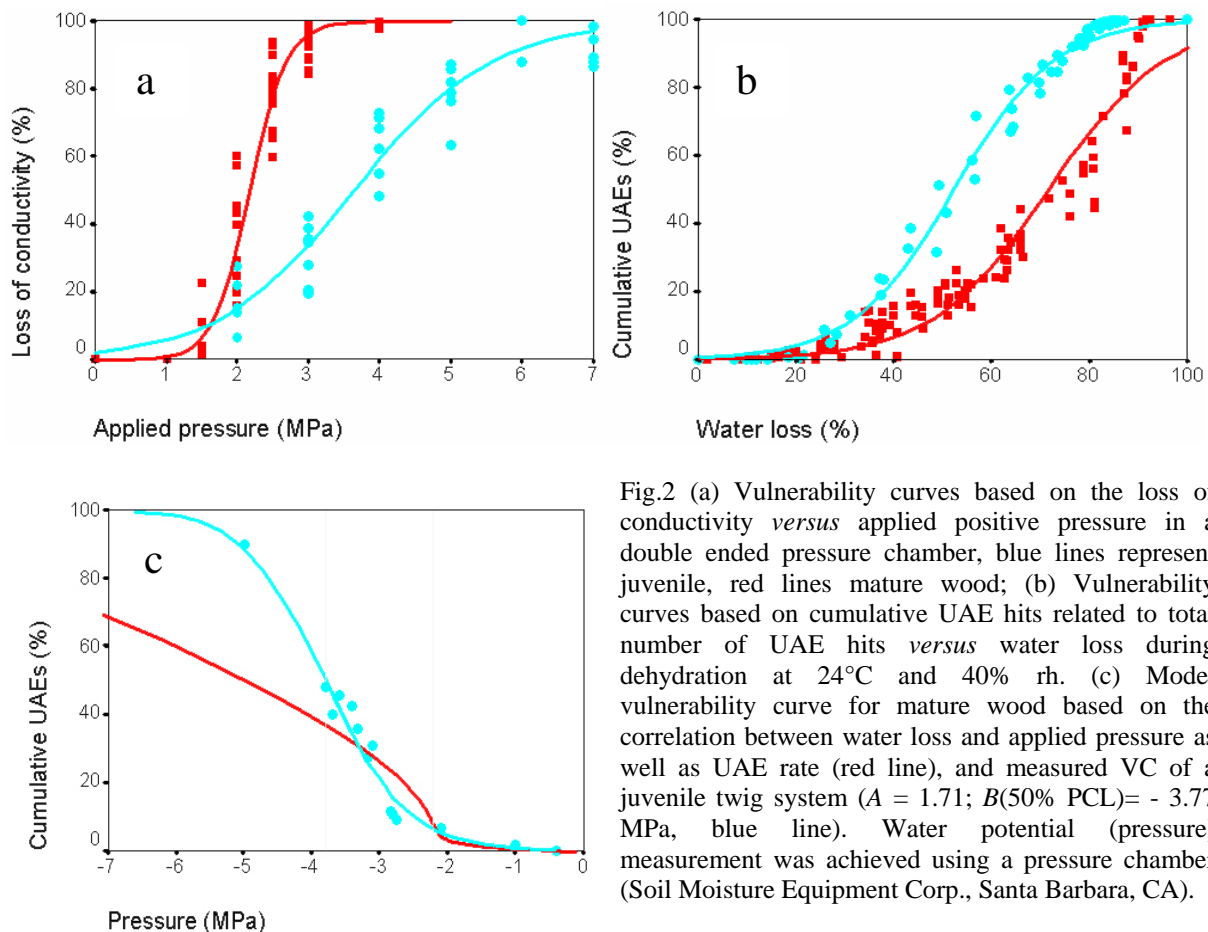 a
Loss of conductivity (%)
100
80
60
40
20
0
0 1 2 3 4 5 6 7
Applied pressure (MPa)
b
Cumulative UAEs (%)
100
80
60
40
20
0
0 20 40 60 80 100
Water loss (%)
c
Cumulative UAEs (%)
100
80
60
40
20
0
-7 -6 -5 -4 -3 -2 -1 0
Pressure (MPa)
Fig.2 (a) Vulnerability curves based on the loss of
conductivity versus applied positive pressure in a
double ended pressure chamber, blue lines represen
juvenile, red lines mature wood; (b) Vulnerability
curves based on cumulative UAE hits related to tota
number of UAE hits versus water loss during
dehydration at 24°C and 40% rh. (c) Mode
vulnerability curve for mature wood based on the
correlation between water loss and applied pressure as
well as UAE rate (red line), and measured VC of a
juvenile twig system (A = 1.71; B(50% PCL)= - 3.77
MPa, blue line). Water potential (pressure
measurement was achieved using a pressure chamber
(Soil Moisture Equipment Corp., Santa Barbara, CA).